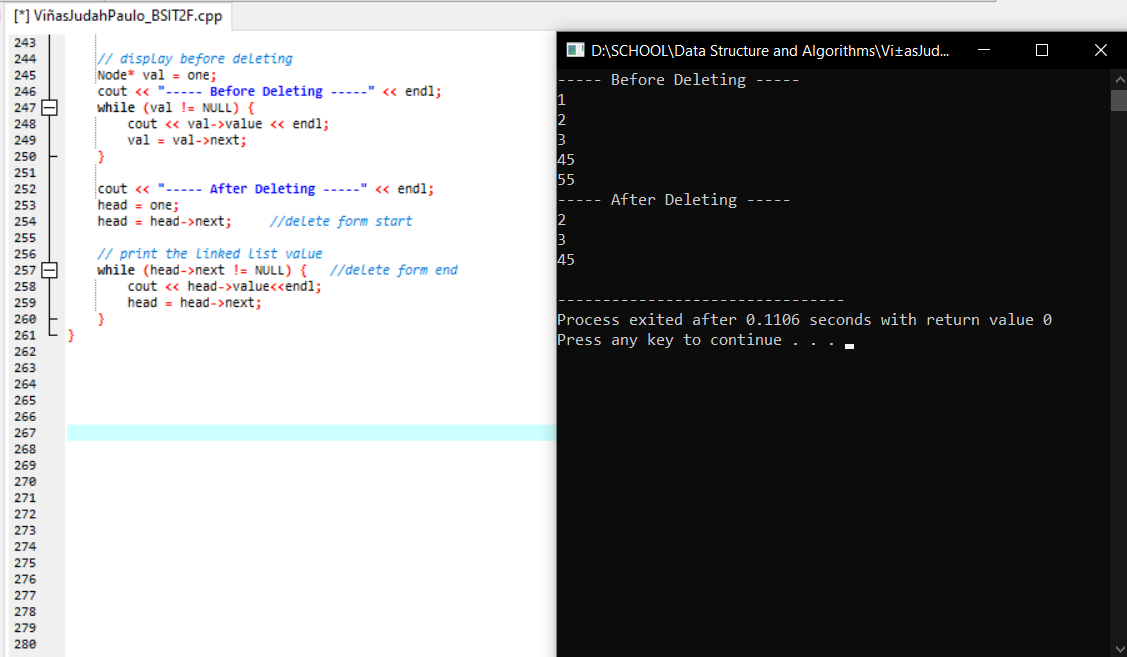 [*] ViñasJudahPaulo_BSIT2F.cpp
243
244 // display before deleting
245 Node* val = one;
246 cout << "----- Before Deleting -----" << endl;
247 while (val != NULL) {
248 cout << val->value << endl;
249 val = val->next;
250 }
251
252 cout << "----- After Deleting -----" << endl;
253 head = one;
254 head = head->next; //delete form start
255
256 // print the linked list value
257 while (head->next != NULL) { //delete form end
258 cout << head->value<<endl;
259 head = head->next;
260 }
261 }
262
263
264
265
266
267
268
269
270
271
272
273
274
275
276
277
278
279
280
D:\SCHOOL\Data Structure and Algorithms\Vi±asJud...
----- Before Deleting -----
1
2
3
45
55
----- After Deleting -----
2
3
45
--------------------------------
Process exited after 0.1106 seconds with return value 0
Press any key to continue . . .